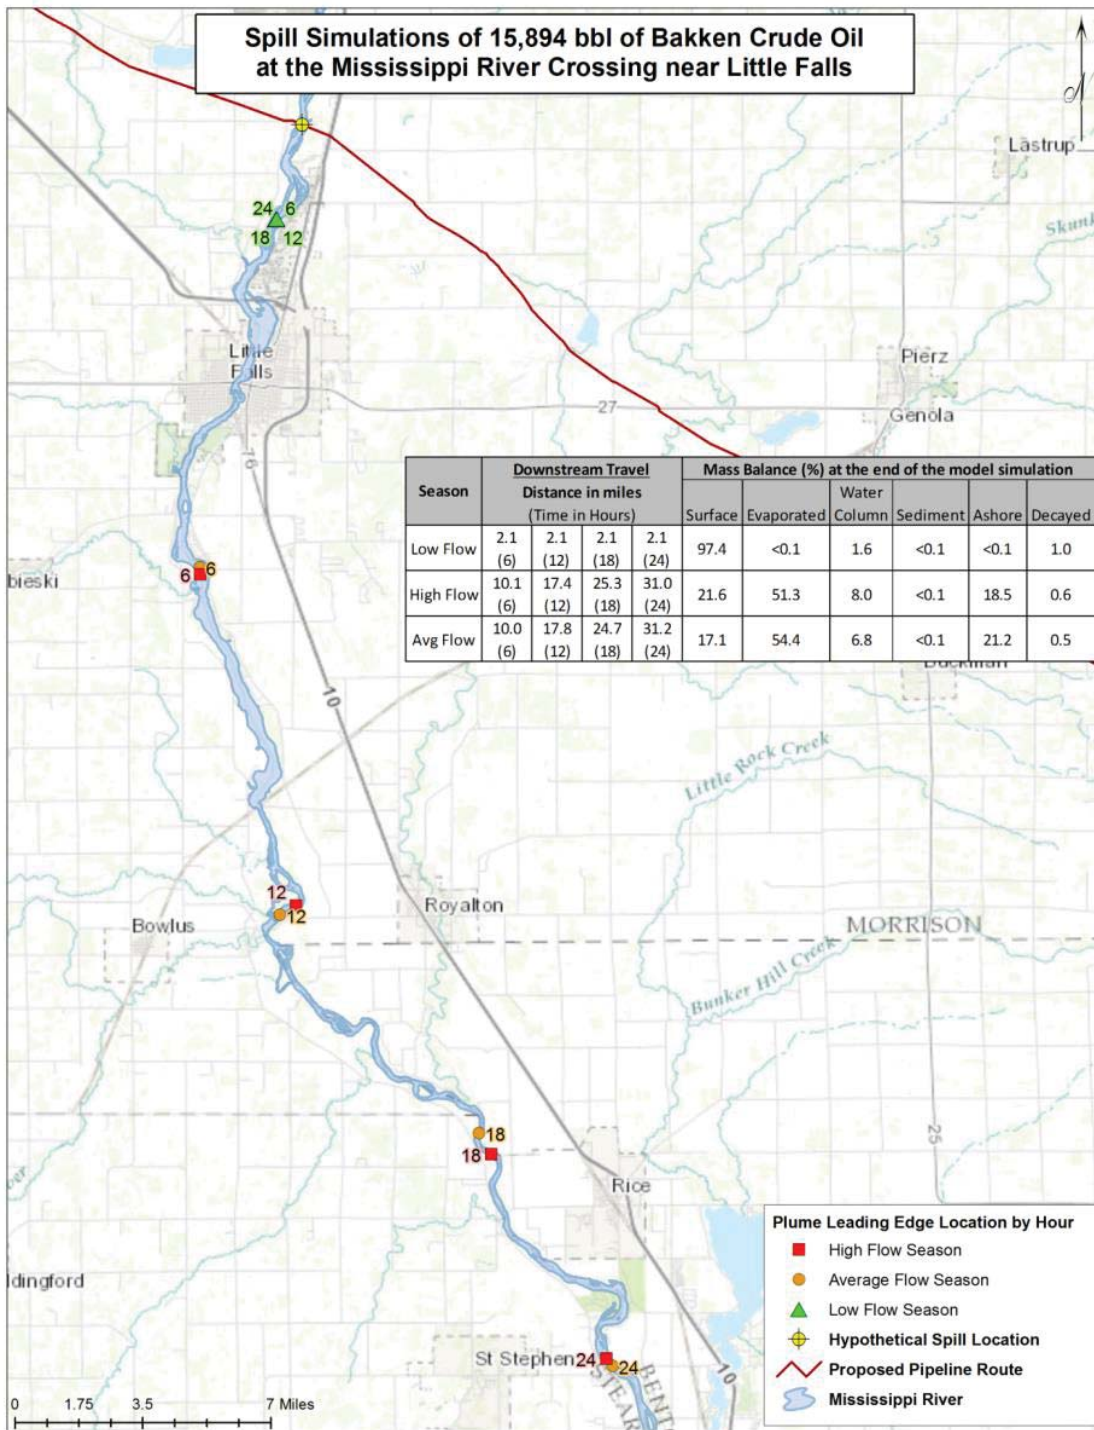 Spill Simulations of 15,894 bbl of Bakken Crude Oil
at the Mississippi River Crossing near Little Falls
N
Lastrup
24 6
18 12
Little
Falls
Pierz
27
Genola
76
Season
Downstream Travel
Distance in miles
(Time in Hours)
Mass Balance (%) at the end of the model simulation
Surface Evaporated Water Column Sediment Ashore Decayed
Low Flow 2.1 (6) 2.1 (12) 2.1 (18) 2.1 (24) 97.4 <0.1 1.6 <0.1 <0.1 1.0
High Flow 10.1 (6) 17.4 (12) 25.3 (18) 31.0 (24) 21.6 51.3 8.0 <0.1 18.5 0.6
Avg Flow 10.0 (6) 17.8 (12) 24.7 (18) 31.2 (24) 17.1 54.4 6.8 <0.1 21.2 0.5
bieski
6 6
10
Little Rock Creek
12
12
Royalton
Bowlus
MORRISON
Bunker Hill Creek
18
18
25
Rice
ldingford
St Stephen
24 24
10
0 1.75 3.5 7 Miles
Plume Leading Edge Location by Hour
High Flow Season
Average Flow Season
Low Flow Season
Hypothetical Spill Location
Proposed Pipeline Route
Mississippi River